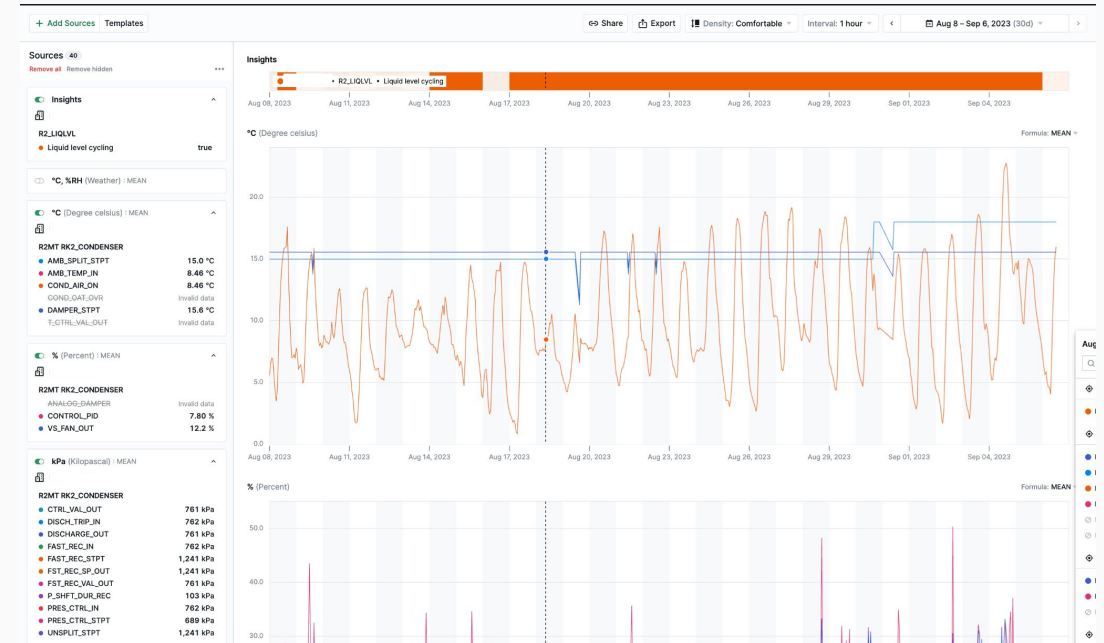 + Add Sources Templates
Share Export Density: Comfortable Interval: 1 hour < Aug 8 – Sep 6, 2023 (30d) >
Sources 40
Remove all Remove hidden
Insights
R2_LIQLVL
Liquid level cycling true
°C, %RH (Weather) : MEAN
°C (Degree celsius) : MEAN
R2MT RK2_CONDENSER
AMB_SPLIT_STPT 15.0 °C
AMB_TEMP_IN 8.46 °C
COND_AIR_ON 8.46 °C
COND_OAT_OVR Invalid data
DAMPER_STPT 15.6 °C
T_CTRL_VAL_OUT Invalid data
% (Percent) : MEAN
R2MT RK2_CONDENSER
ANALOG_DAMPER Invalid data
CONTROL_PID 7.80 %
VS_FAN_OUT 12.2 %
kPa (Kilopascal) : MEAN
R2MT RK2_CONDENSER
CTRL_VAL_OUT 761 kPa
DISCH_TRIP_IN 762 kPa
DISCHARGE_OUT 761 kPa
FAST_REC_IN 762 kPa
FAST_REC_STPT 1,241 kPa
FST_REC_SP_OUT 1,241 kPa
FST_REC_VAL_OUT 761 kPa
P_SHFT_DUR_REC 103 kPa
PRES_CTRL_IN 762 kPa
PRES_CTRL_STPT 689 kPa
UNSPLIT_STPT 1,241 kPa
Insights
• R2_LIQLVL • Liquid level cycling
Aug 08, 2023 Aug 11, 2023 Aug 14, 2023 Aug 17, 2023 Aug 20, 2023 Aug 23, 2023 Aug 26, 2023 Aug 29, 2023 Sep 01, 2023 Sep 04, 2023
°C (Degree celsius) Formula: MEAN
20.0
15.0
10.0
5.0
0.0
Aug 08, 2023 Aug 11, 2023 Aug 14, 2023 Aug 17, 2023 Aug 20, 2023 Aug 23, 2023 Aug 26, 2023 Aug 29, 2023 Sep 01, 2023 Sep 04, 2023
% (Percent) Formula: MEAN
50.0
40.0
30.0
Aug